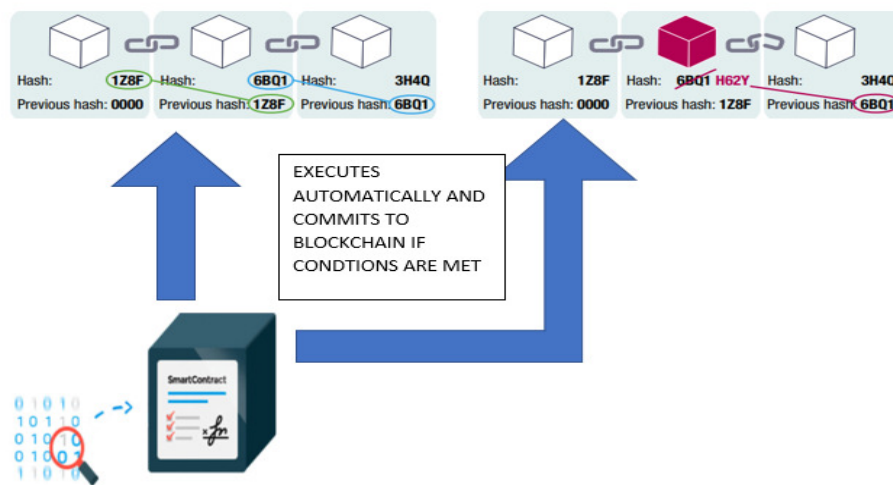 Hash: 1Z8F Hash: 6BQ1 Hash: 3H4Q
Previous hash: 0000 Previous hash: 1Z8F Previous hash: 6BQ1
Hash: 1Z8F Hash: 6BQ1 H62Y Hash: 3H4Q
Previous hash: 0000 Previous hash: 1Z8F Previous hash: 6BQ1
EXECUTES
AUTOMATICALLY AND
COMMITS TO
BLOCKCHAIN IF
CONDTIONS ARE MET
SmartContract
0 1 0 1 0
1 0 1 1 0
0 1 0 1 0
0 1 0 0 1
1 1 0 1 0